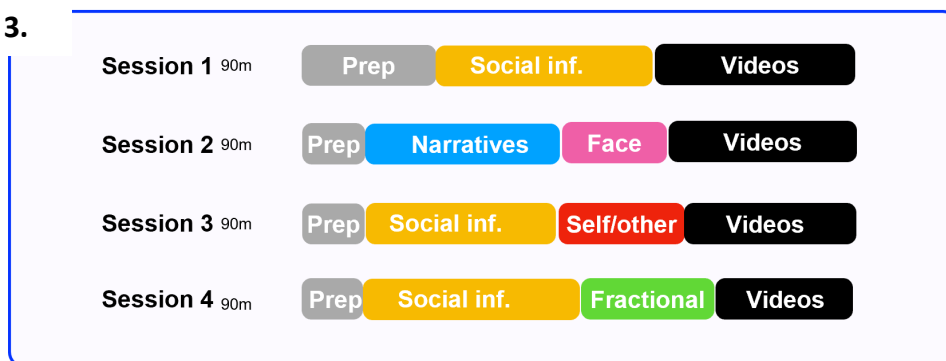 3.
Session 1 90m Prep Social inf. Videos
Session 2 90m Prep Narratives Face Videos
Session 3 90m Prep Social inf. Self/other Videos
Session 4 90m Prep Social inf. Fractional Videos